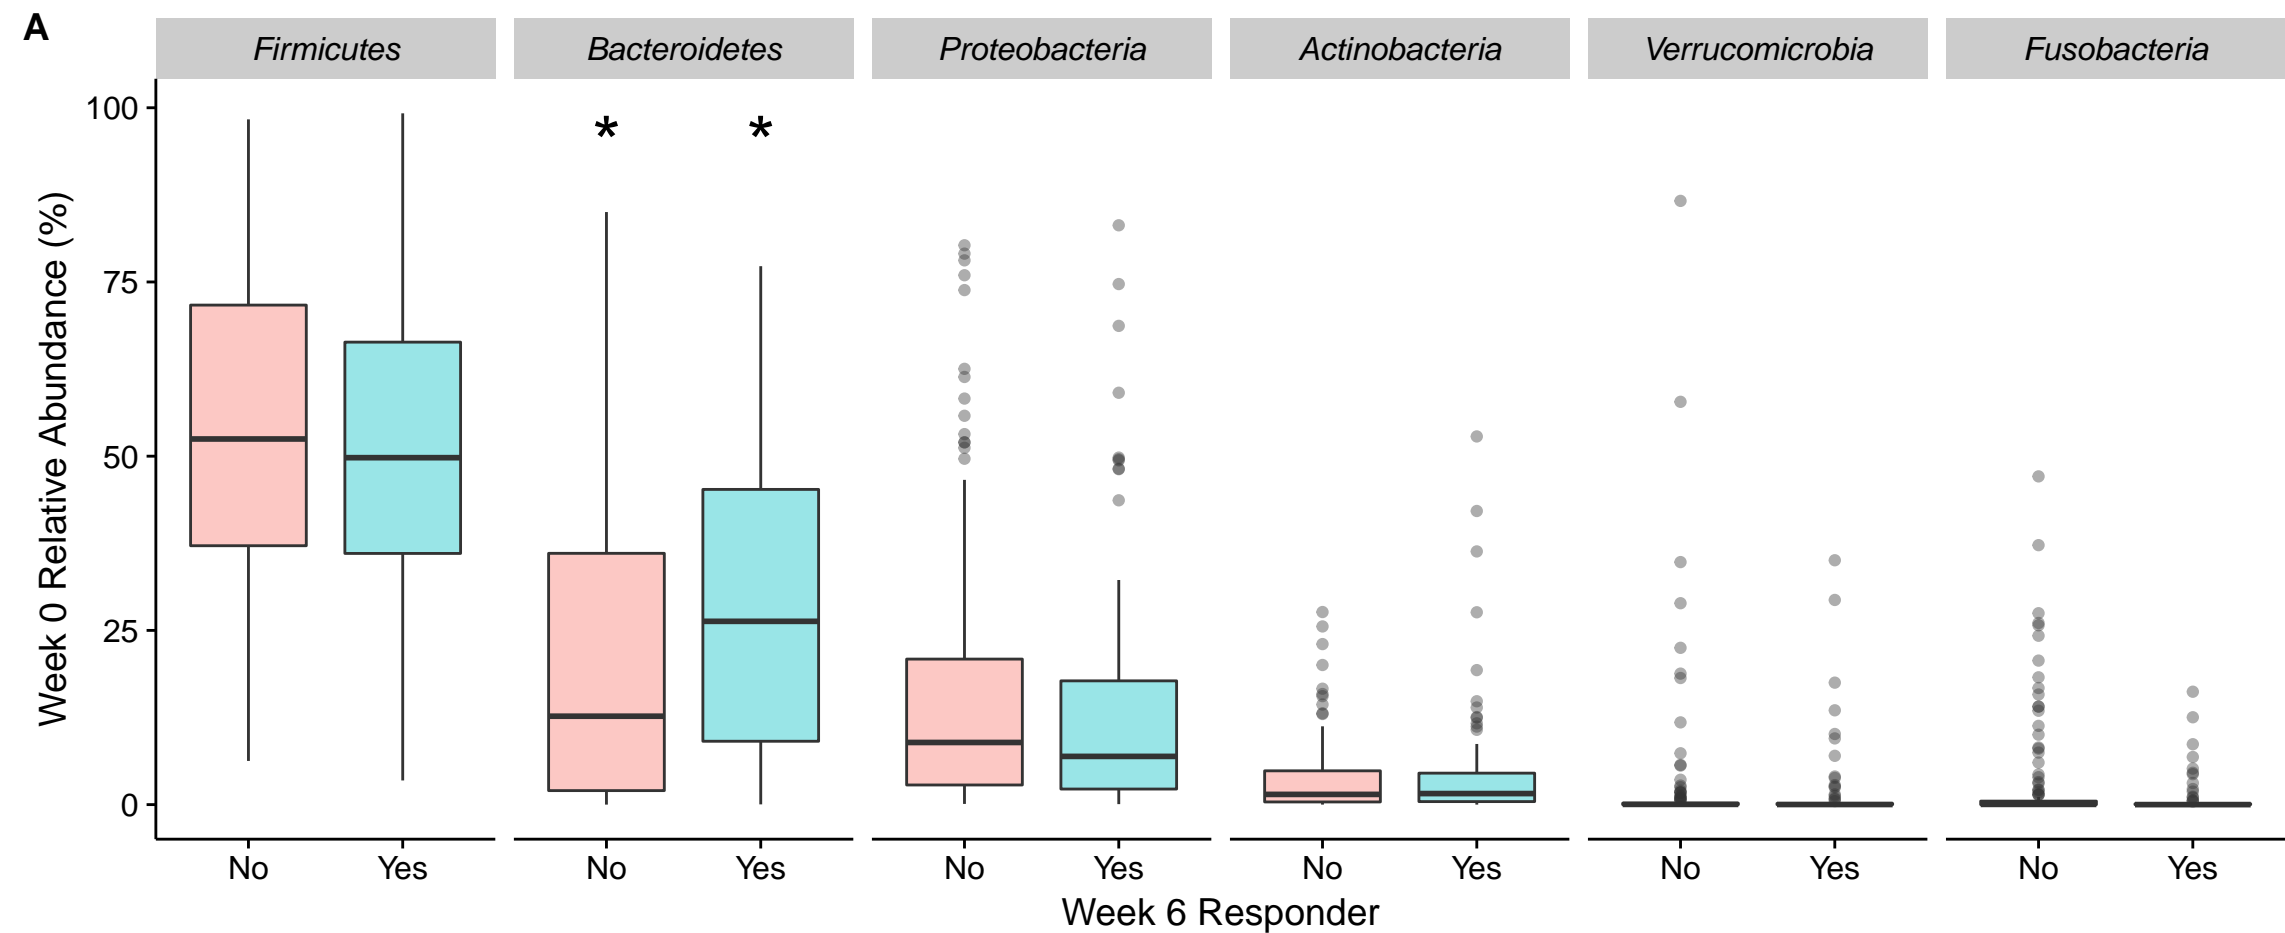 A
Firmicutes
Bacteroidetes
Proteobacteria
Actinobacteria
Verrucomicrobia
Fusobacteria
Week 0 Relative Abundance (%)
100
75
50
25
0
* *
No Yes No Yes No Yes No Yes No Yes No Yes
Week 6 Responder